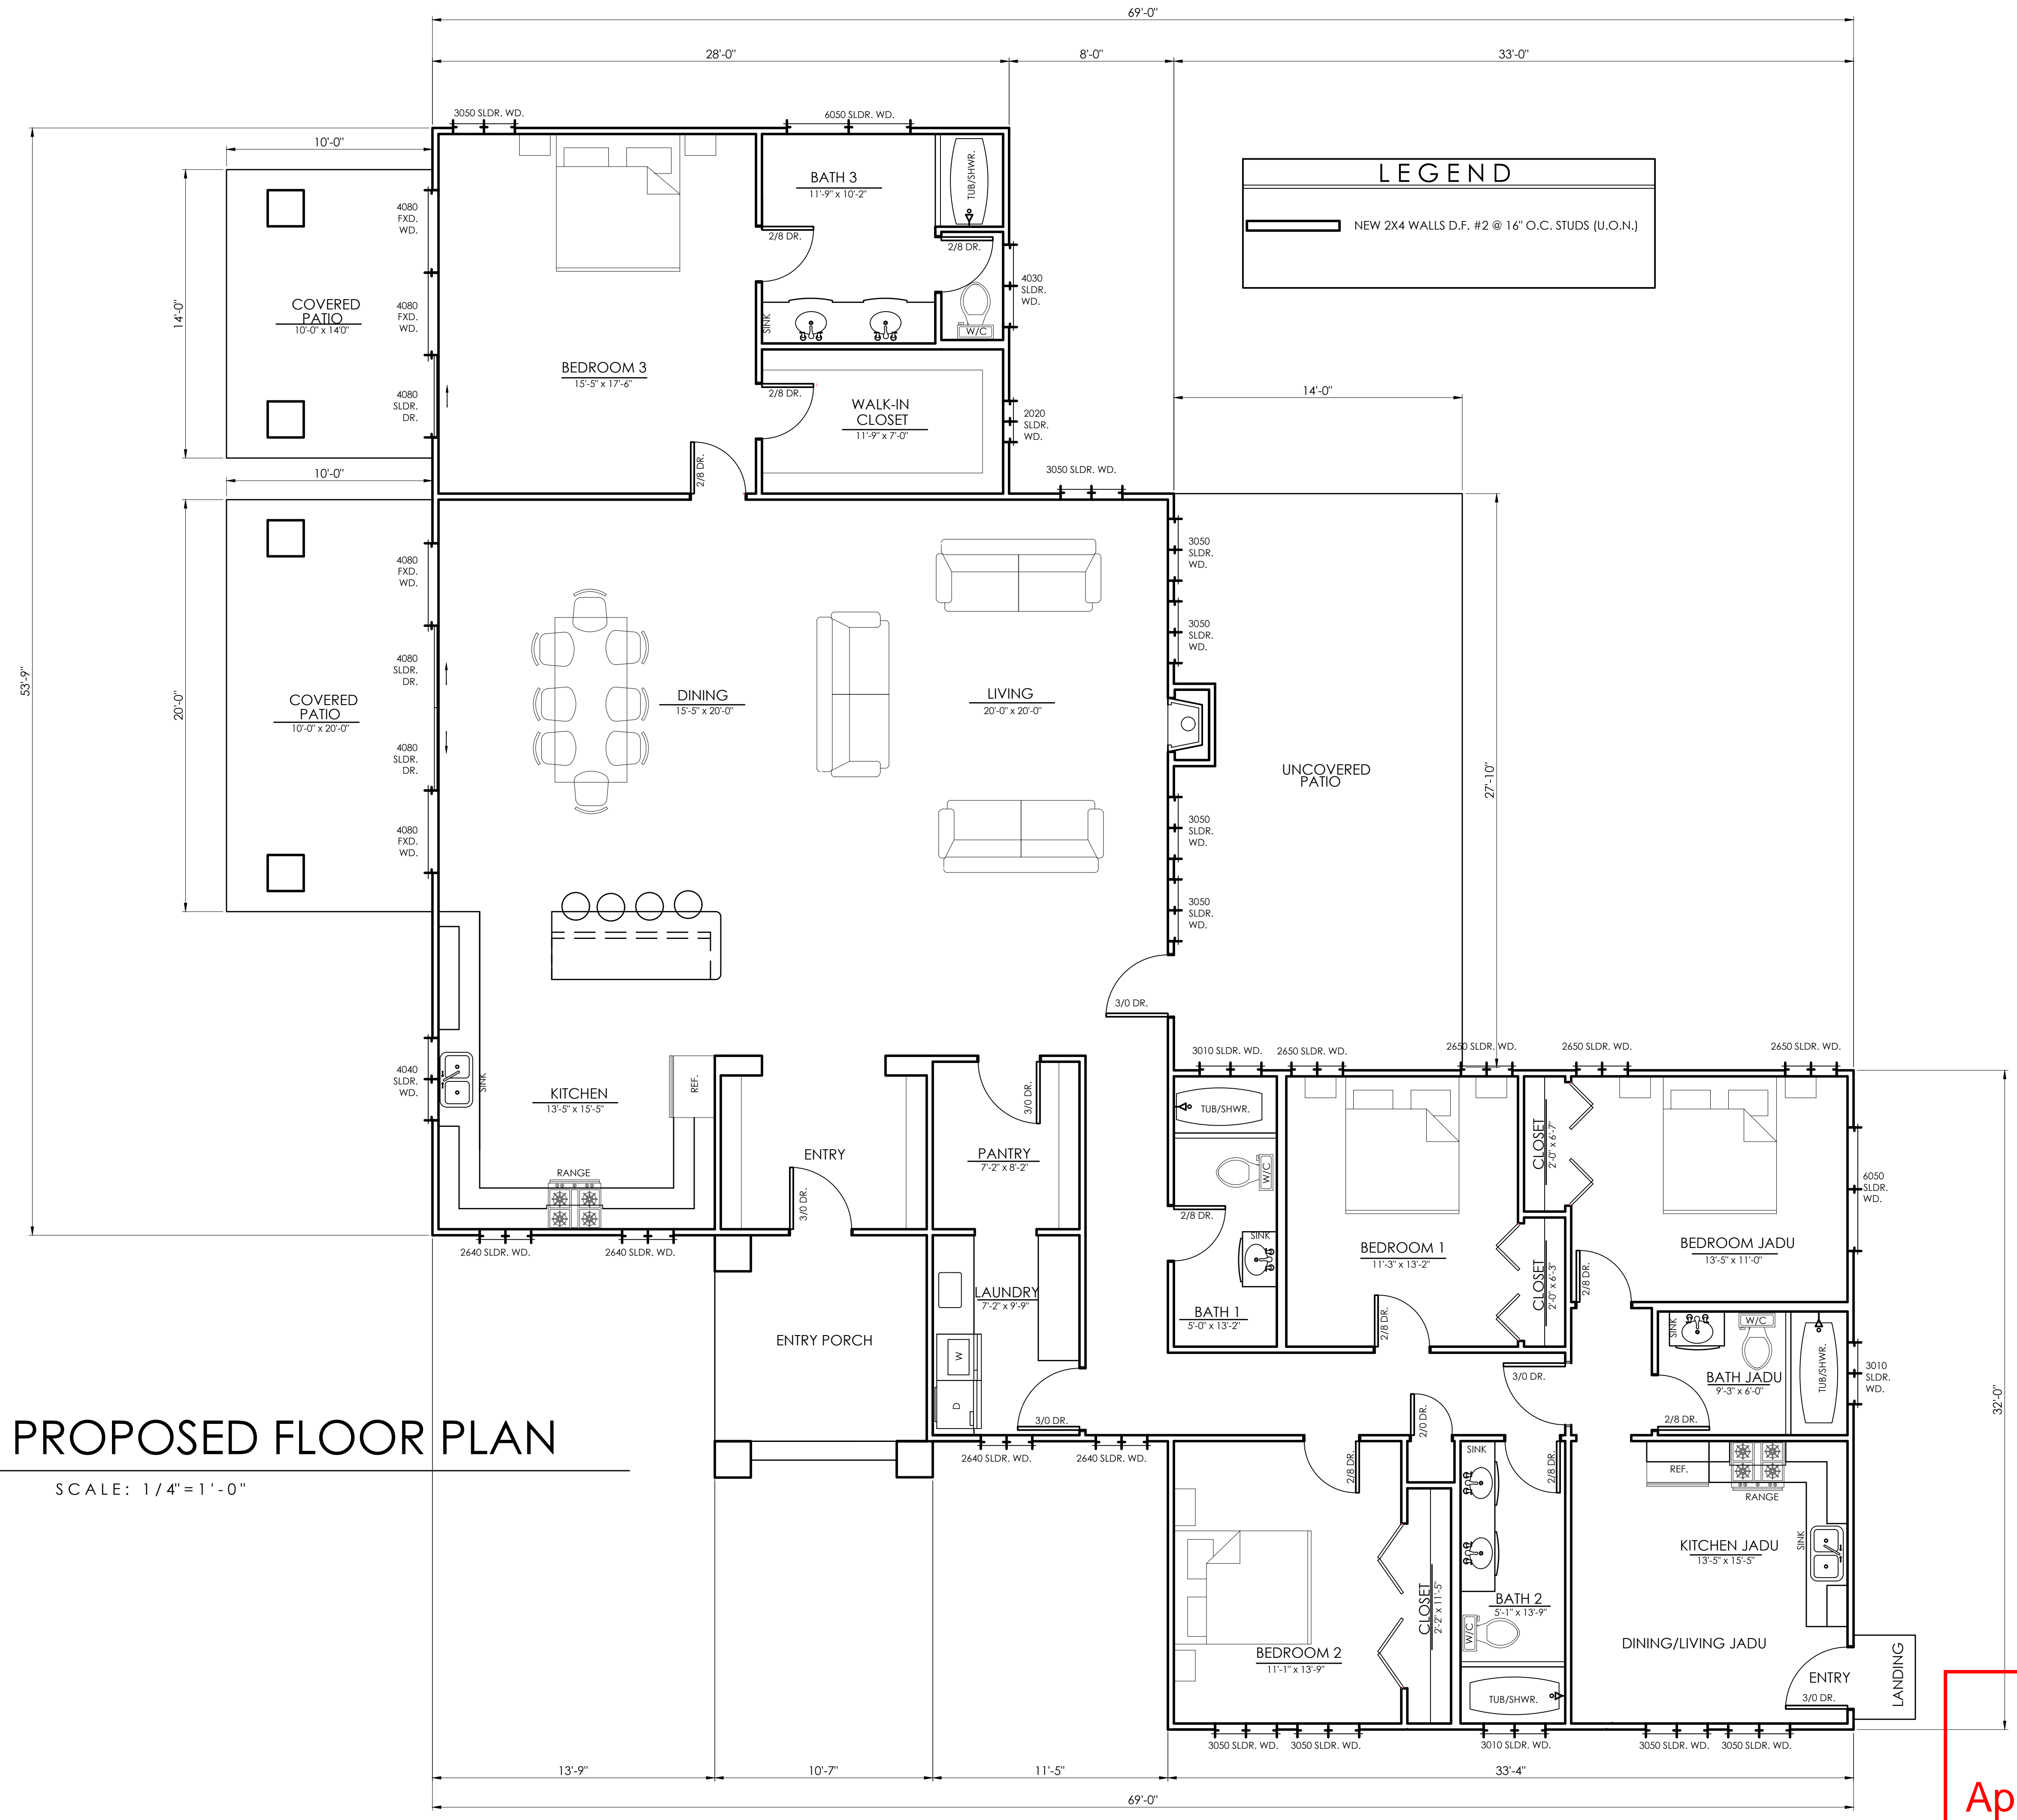 69'-0"
28'-0"
8'-0"
33'-0"
3050 SLDR. WD.
6050 SLDR. WD.
10'-0"
LEGEND
NEW 2X4 WALLS D.F. #2 @ 16" O.C. STUDS (U.O.N.)
BATH 3
11'-9" x 10'-2"
TUB/SHWR.
4080
FXD.
WD.
2/8 DR.
2/8 DR.
4030
SLDR.
WD.
14'-0"
COVERED
PATIO
10'-0" x 14'0"
4080
FXD.
WD.
SINK
W/C
BEDROOM 3
15'-5" x 17'-6"
4080
SLDR.
DR.
2/8 DR.
WALK-IN
CLOSET
11'-9" x 7'-0"
2020
SLDR.
WD.
14'-0"
2/8 DR.
10'-0"
3050 SLDR. WD.
4080
FXD.
WD.
3050
SLDR.
WD.
3050
SLDR.
WD.
53'-9"
20'-0"
COVERED
PATIO
10'-0" x 20'-0"
4080
SLDR.
DR.
DINING
15'-5" x 20'-0"
LIVING
20'-0" x 20'-0"
4080
SLDR.
DR.
UNCOVERED
PATIO
27'-10"
4080
FXD.
WD.
3050
SLDR.
WD.
3050
SLDR.
WD.
3/0 DR.
3010 SLDR. WD.
2650 SLDR. WD.
2650 SLDR. WD.
2650 SLDR. WD.
2650 SLDR. WD.
4040
SLDR.
WD.
SINK
KITCHEN
13'-5" x 15'-5"
REF.
3/0 DR.
TUB/SHWR.
ENTRY
PANTRY
7'-2" x 8'-2"
RANGE
3/0 DR.
W/C
CLOSET
2'-0" x 6'-7"
6050
SLDR.
WD.
2/8 DR.
SINK
2640 SLDR. WD.
2640 SLDR. WD.
BEDROOM 1
11'-3" x 13'-2"
CLOSET
2'-0" x 6'-3"
BEDROOM JADU
13'-5" x 11'-0"
2/8 DR.
LAUNDRY
7'-2" x 9'-9"
BATH 1
5'-0" x 13'-2"
2/8 DR.
ENTRY PORCH
W
D
SINK
W/C
TUB/SHWR.
BATH JADU
9'-3" x 6'-0"
3010
SLDR.
WD.
3/0 DR.
3/0 DR.
2/0 DR.
2/8 DR.
32'-0"
PROPOSED FLOOR PLAN
SCALE: 1/4"=1'-0"
2640 SLDR. WD.
2640 SLDR. WD.
2/8 DR.
SINK
2/8 DR.
REF.
RANGE
KITCHEN JADU
13'-5" x 15'-5"
SINK
CLOSET
2'-2" x 11'-5"
BATH 2
5'-1" x 13'-9"
W/C
BEDROOM 2
11'-1" x 13'-9"
DINING/LIVING JADU
ENTRY
3/0 DR.
LANDING
TUB/SHWR.
3050 SLDR. WD.
3050 SLDR. WD.
3010 SLDR. WD.
3050 SLDR. WD.
3050 SLDR. WD.
13'-9"
10'-7"
11'-5"
33'-4"
69'-0"
Ap